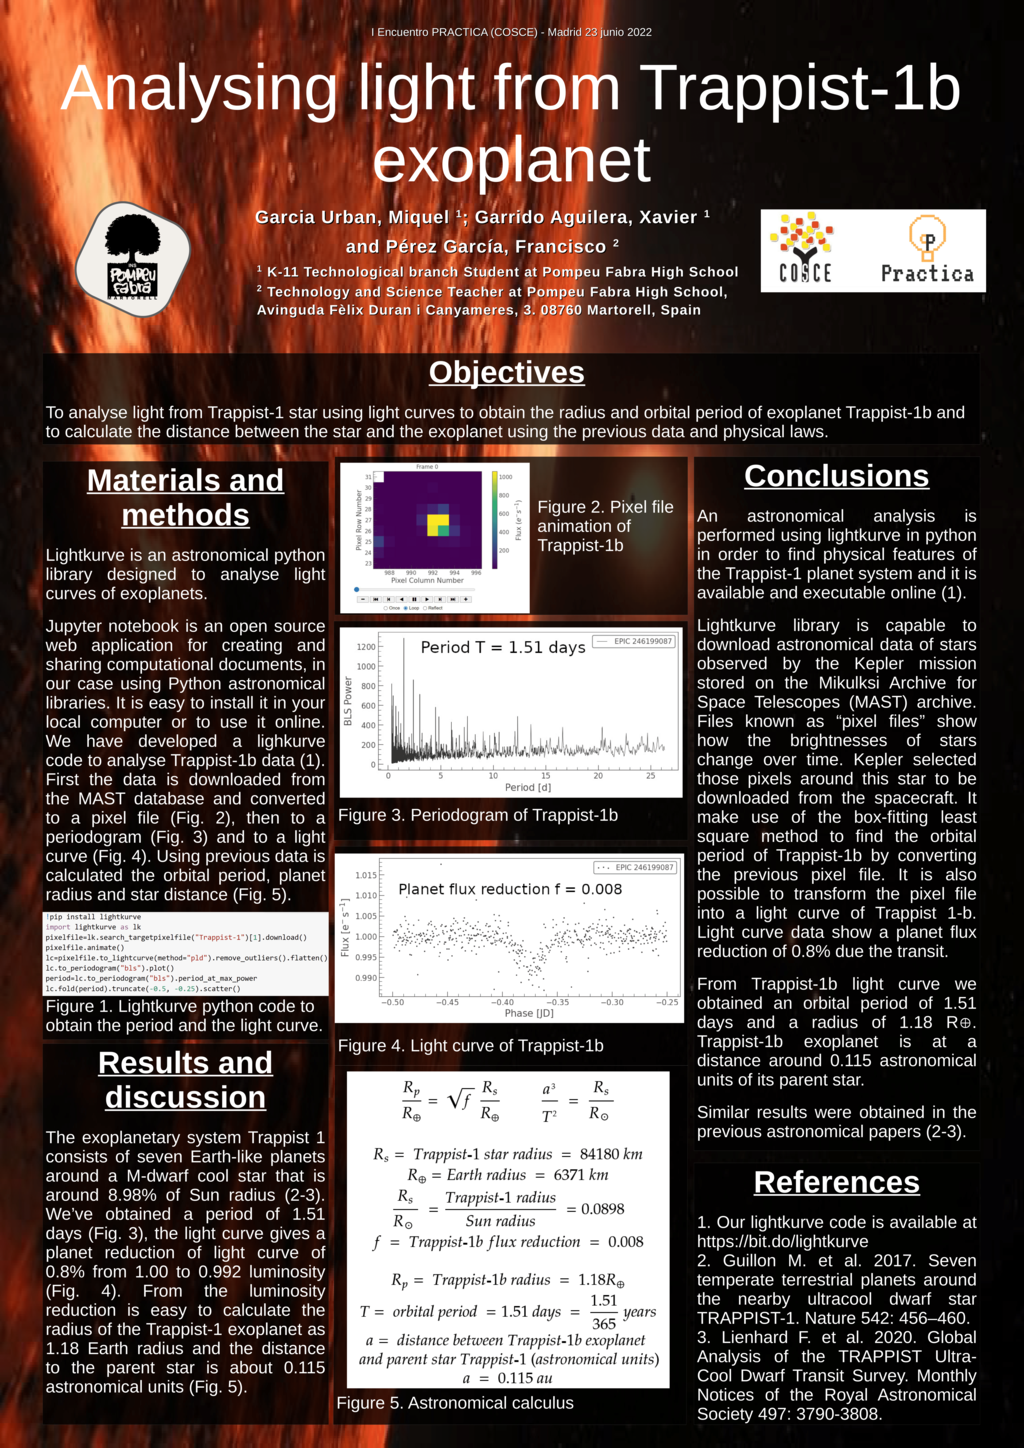 I Encuentro PRACTICA (COSCE) - Madrid 23 junio 2022
Analysing light from Trappist-1b
exoplanet
Garcia Urban, Miquel ¹; Garrido Aguilera, Xavier ¹
and Pérez García, Francisco ²
¹ K-11 Technological branch Student at Pompeu Fabra High School
² Technology and Science Teacher at Pompeu Fabra High School,
Avinguda Fèlix Duran i Canyameres, 3. 08760 Martorell, Spain
INS
POMPEU
FABRA
MARTORELL
COSCE
P
Practica
Objectives
To analyse light from Trappist-1 star using light curves to obtain the radius and orbital period of exoplanet Trappist-1b and
to calculate the distance between the star and the exoplanet using the previous data and physical laws.
Materials and
methods
Lightkurve is an astronomical python
library designed to analyse light
curves of exoplanets.
Jupyter notebook is an open source
web application for creating and
sharing computational documents, in
our case using Python astronomical
libraries. It is easy to install it in your
local computer or to use it online.
We have developed a lighkurve
code to analyse Trappist-1b data (1).
First the data is downloaded from
the MAST database and converted
to a pixel file (Fig. 2), then to a
periodogram (Fig. 3) and to a light
curve (Fig. 4). Using previous data is
calculated the orbital period, planet
radius and star distance (Fig. 5).
!pip install lightkurve
import lightkurve as lk
pixelfile=lk.search_targetpixelfile("Trappist-1")[1].download()
pixelfile.animate()
lc=pixelfile.to_lightcurve(method="pld").remove_outliers().flatten()
lc.to_periodogram("bls").plot()
period=lc.to_periodogram("bls").period_at_max_power
lc.fold(period).truncate(-0.5, -0.25).scatter()
Figure 1. Lightkurve python code to
obtain the period and the light curve.
Results and
discussion
The exoplanetary system Trappist 1
consists of seven Earth-like planets
around a M-dwarf cool star that is
around 8.98% of Sun radius (2-3).
We've obtained a period of 1.51
days (Fig. 3), the light curve gives a
planet reduction of light curve of
0.8% from 1.00 to 0.992 luminosity
(Fig. 4). From the luminosity
reduction is easy to calculate the
radius of the Trappist-1 exoplanet as
1.18 Earth radius and the distance
to the parent star is about 0.115
astronomical units (Fig. 5).
Frame 0
31
30
29
28
27
26
25
24
23
Pixel Row Number
988 990 992 994 996
Pixel Column Number
1000
800
600
400
200
Flux (e⁻ s⁻¹)
Once Loop Reflect
Figure 2. Pixel file
animation of
Trappist-1b
Period T = 1.51 days
EPIC 246199087
1200
1000
800
600
400
200
0
BLS Power
0 5 10 15 20 25
Period [d]
Figure 3. Periodogram of Trappist-1b
EPIC 246199087
Planet flux reduction f = 0.008
1.015
1.010
1.005
1.000
0.995
0.990
Flux [e⁻ s⁻¹]
−0.50 −0.45 −0.40 −0.35 −0.30 −0.25
Phase [JD]
Figure 4. Light curve of Trappist-1b
Rp/R⊕ = √f Rs/R⊕ a³/T² = Rs/R⊙
Rs = Trappist-1 star radius = 84180 km
R⊕ = Earth radius = 6371 km
Rs/R⊙ = Trappist-1 radius/Sun radius = 0.0898
f = Trappist-1b flux reduction = 0.008
Rp = Trappist-1b radius = 1.18R⊕
T = orbital period = 1.51 days = 1.51/365 years
a = distance between Trappist-1b exoplanet
and parent star Trappist-1 (astronomical units)
a = 0.115 au
Figure 5. Astronomical calculus
Conclusions
An astronomical analysis is
performed using lightkurve in python
in order to find physical features of
the Trappist-1 planet system and it is
available and executable online (1).
Lightkurve library is capable to
download astronomical data of stars
observed by the Kepler mission
stored on the Mikulksi Archive for
Space Telescopes (MAST) archive.
Files known as “pixel files” show
how the brightnesses of stars
change over time. Kepler selected
those pixels around this star to be
downloaded from the spacecraft. It
make use of the box-fitting least
square method to find the orbital
period of Trappist-1b by converting
the previous pixel file. It is also
possible to transform the pixel file
into a light curve of Trappist 1-b.
Light curve data show a planet flux
reduction of 0.8% due the transit.
From Trappist-1b light curve we
obtained an orbital period of 1.51
days and a radius of 1.18 R⊕.
Trappist-1b exoplanet is at a
distance around 0.115 astronomical
units of its parent star.
Similar results were obtained in the
previous astronomical papers (2-3).
References
1. Our lightkurve code is available at
https://bit.do/lightkurve
2. Guillon M. et al. 2017. Seven
temperate terrestrial planets around
the nearby ultracool dwarf star
TRAPPIST-1. Nature 542: 456–460.
3. Lienhard F. et al. 2020. Global
Analysis of the TRAPPIST Ultra-
Cool Dwarf Transit Survey. Monthly
Notices of the Royal Astronomical
Society 497: 3790-3808.